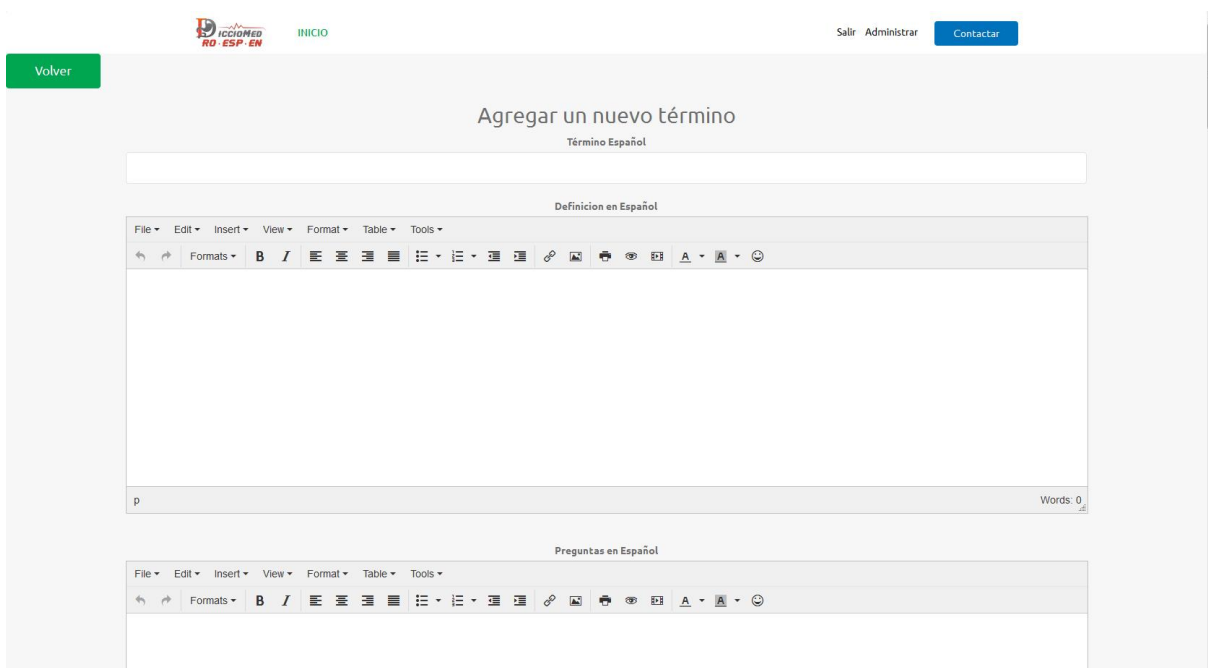 DICCIOMED
RO·ESP·EN
INICIO
Salir Administrar Contactar
Volver
Agregar un nuevo término
Término Español
Definicion en Español
File Edit Insert View Format Table Tools
Formats B I A A
p Words: 0
Preguntas en Español
File Edit Insert View Format Table Tools
Formats B I A A